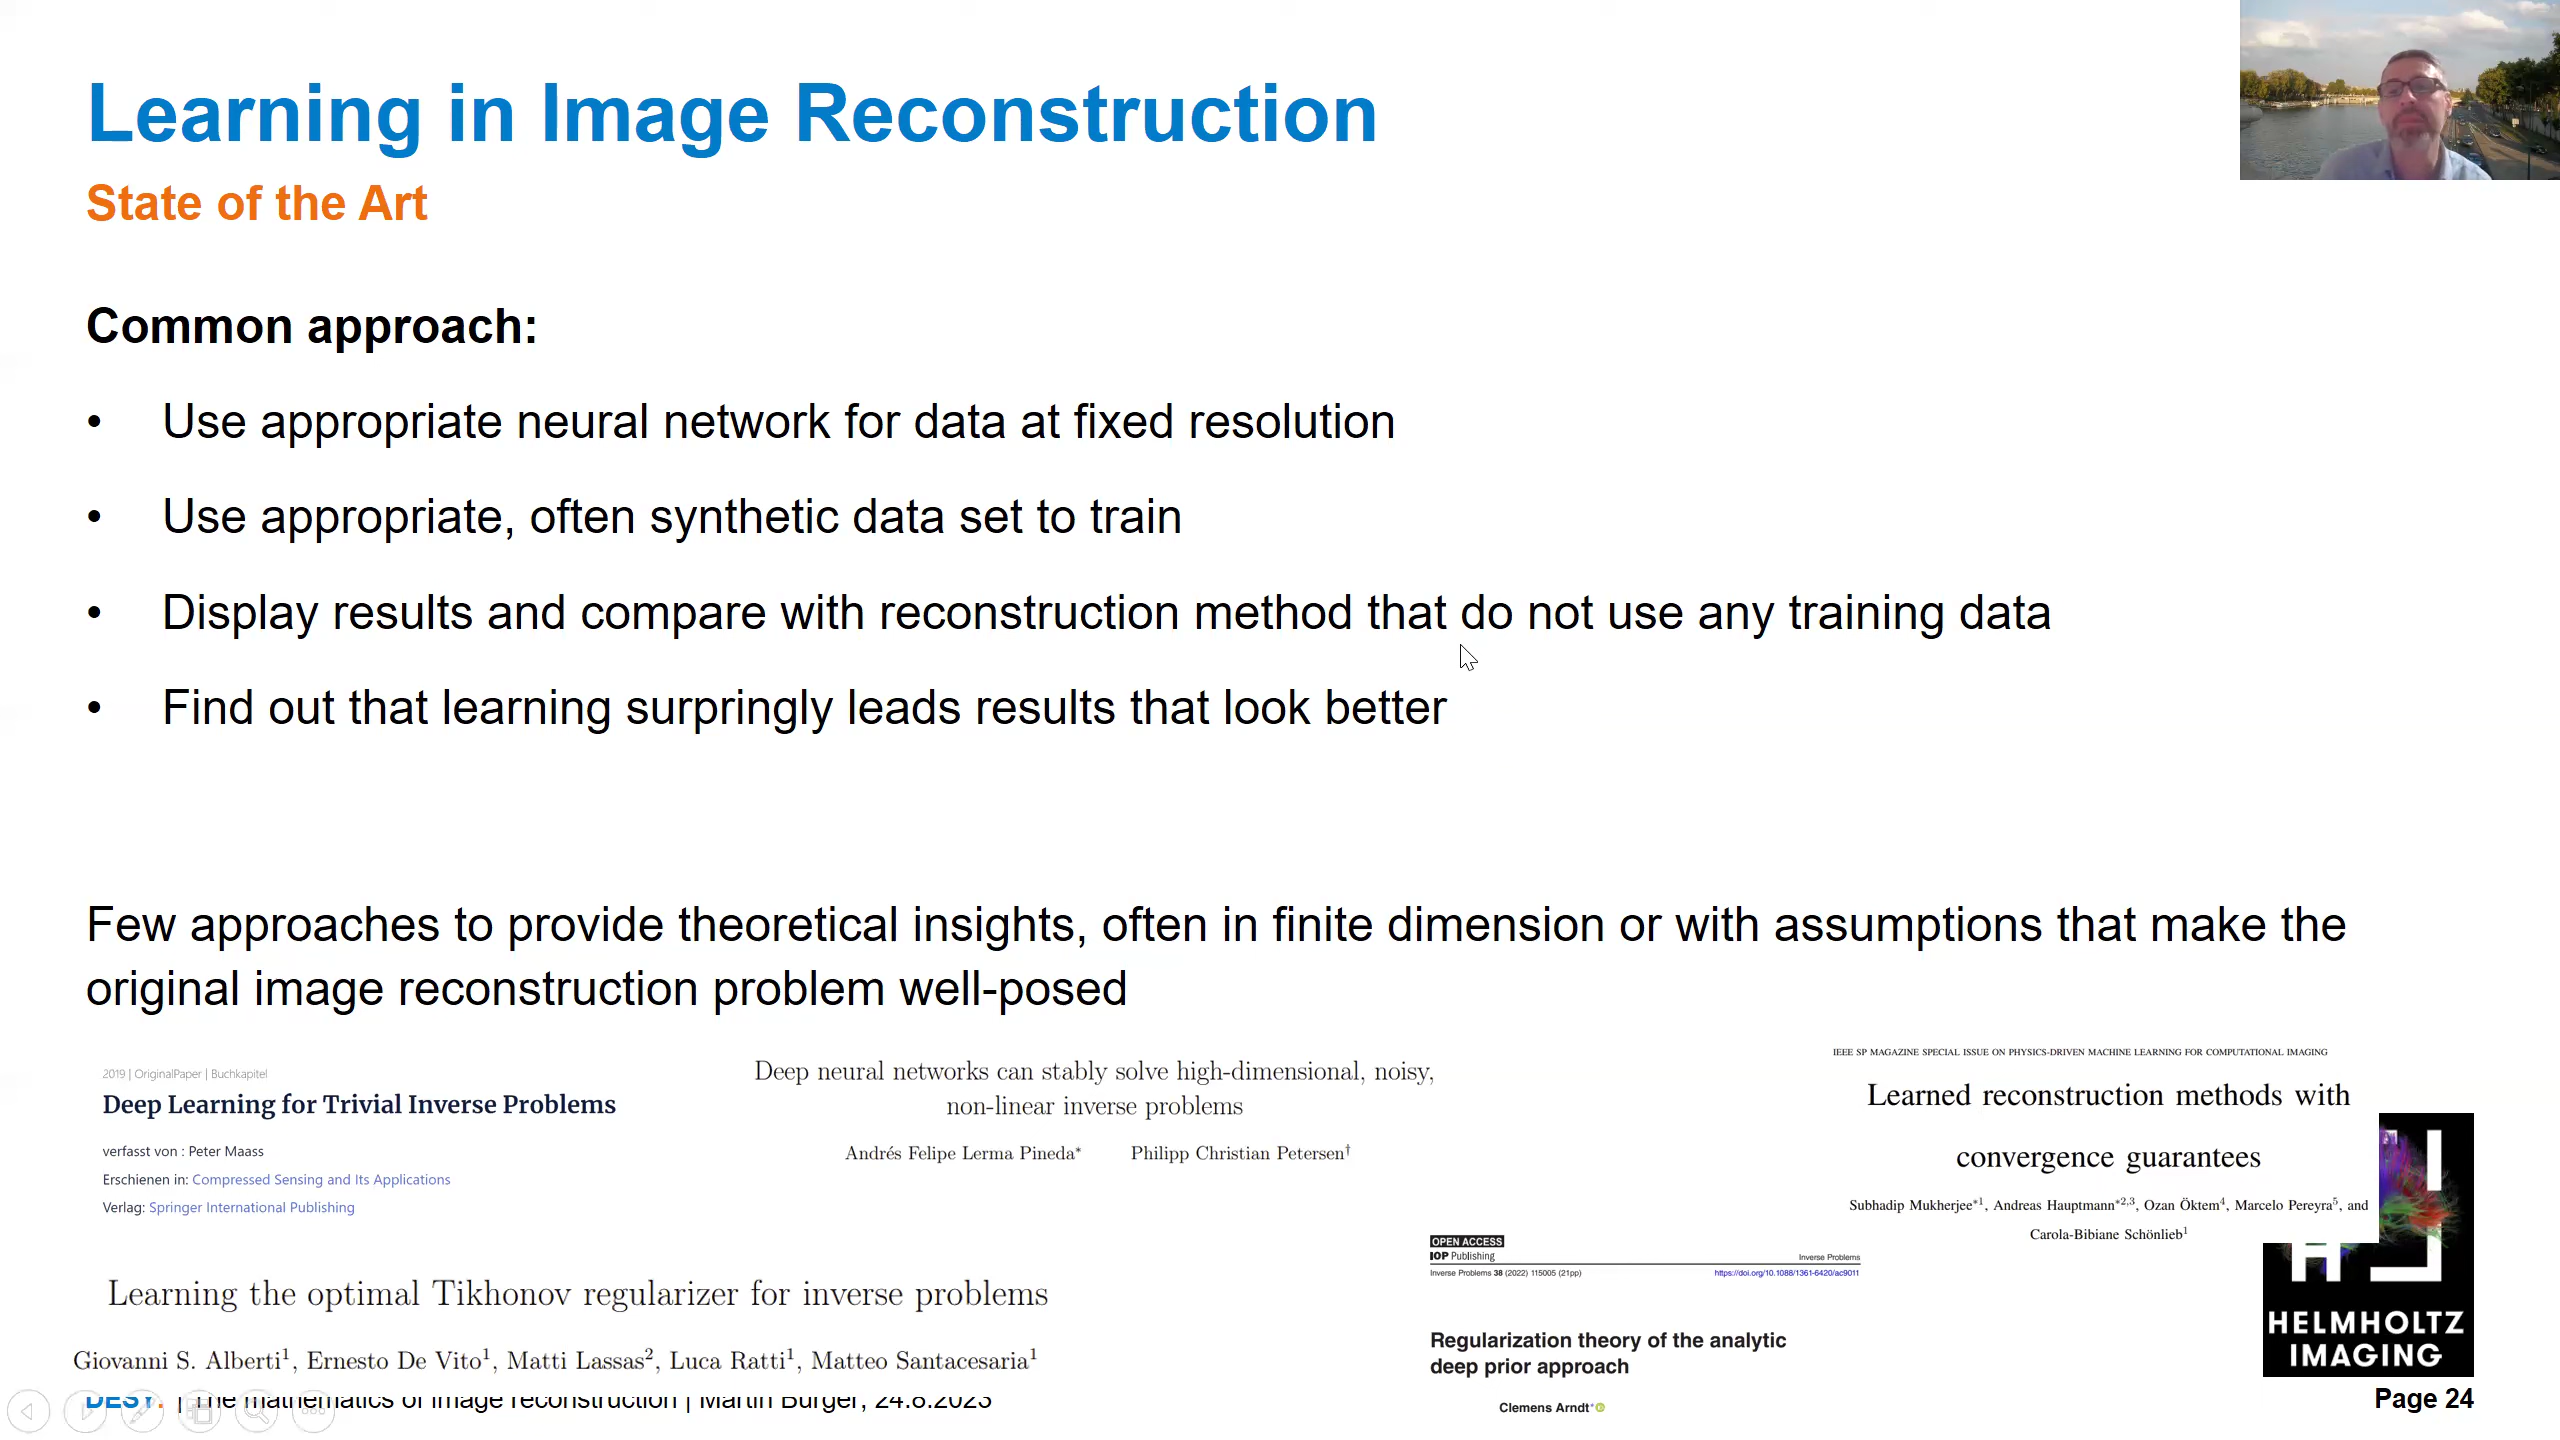 Learning in Image Reconstruction
State of the Art
Common approach:
• Use appropriate neural network for data at fixed resolution
• Use appropriate, often synthetic data set to train
• Display results and compare with reconstruction method that do not use any training data
• Find out that learning surpringly leads results that look better
Few approaches to provide theoretical insights, often in finite dimension or with assumptions that make the
original image reconstruction problem well-posed
2019 | OriginalPaper | Buchkapitel
Deep Learning for Trivial Inverse Problems
verfasst von : Peter Maass
Erschienen in: Compressed Sensing and Its Applications
Verlag: Springer International Publishing
Deep neural networks can stably solve high-dimensional, noisy,
non-linear inverse problems
Andrés Felipe Lerma Pineda* Philipp Christian Petersen†
IEEE SP MAGAZINE SPECIAL ISSUE ON PHYSICS-DRIVEN MACHINE LEARNING FOR COMPUTATIONAL IMAGING
Learned reconstruction methods with
convergence guarantees
Subhadip Mukherjee*1, Andreas Hauptmann*2,3, Ozan Öktem4, Marcelo Pereyra5, and
Carola-Bibiane Schönlieb1
Learning the optimal Tikhonov regularizer for inverse problems
Giovanni S. Alberti1, Ernesto De Vito1, Matti Lassas2, Luca Ratti1, Matteo Santacesaria1
OPEN ACCESS
IOP Publishing Inverse Problems
Inverse Problems 38 (2022) 115005 (21pp) https://doi.org/10.1088/1361-6420/ac9011
Regularization theory of the analytic
deep prior approach
Clemens Arndt*
HELMHOLTZ
IMAGING
DESY. | The mathematics of image reconstruction | Martin Burger, 24.8.2023
Page 24